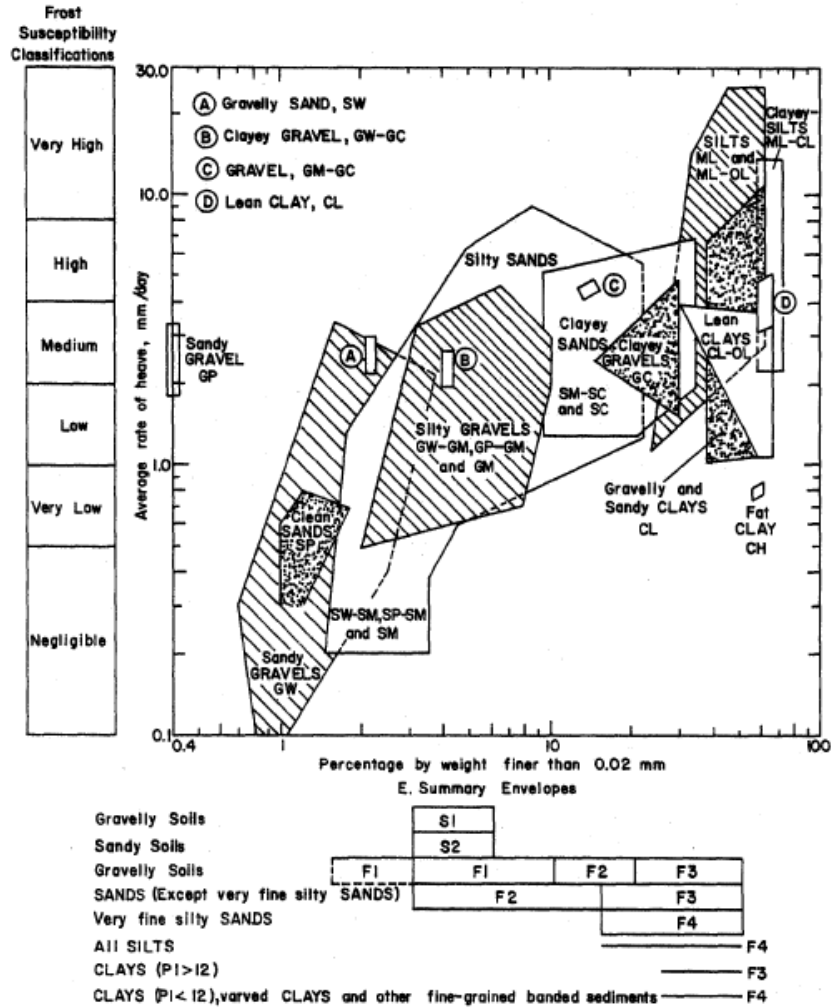 Frost
Susceptibility
Classifications
Very High
High
Medium
Low
Very Low
Negligible
Average rate of heave, mm/day
30.0
10.0
1.0
0.1
Ⓐ Gravelly SAND, SW
Ⓑ Clayey GRAVEL, GW-GC
Ⓒ GRAVEL, GM-GC
Ⓓ Lean CLAY, CL
Clayey-
SILTS
ML-CL
SILTS
ML and
ML-OL
Silty SANDS
Ⓒ
Ⓓ
Sandy
GRAVEL
GP
Ⓐ
Ⓑ
Clayey
SANDS
Clayey
GRAVELS
GC
Lean
CLAYS
CL-OL
SM-SC
and SC
Silty GRAVELS
GW-GM, GP-GM
and GM
Gravelly and
Sandy CLAYS
CL
Fat
CLAY
CH
Clean
SANDS
SP
SW-SM, SP-SM
and SM
Sandy
GRAVELS
GW
0.4
1
10
100
Percentage by weight finer than 0.02 mm
E. Summary Envelopes
Gravelly Soils S1
Sandy Soils S2
Gravelly Soils F1 F1 F2 F3
SANDS (Except very fine silty SANDS) F2 F3
Very fine silty SANDS F4
All SILTS F4
CLAYS (PI>12) F3
CLAYS (PI<12), varved CLAYS and other fine-grained banded sediments F4